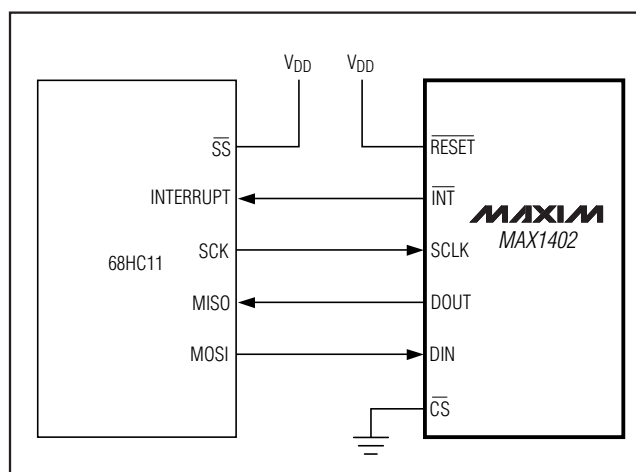 VDD VDD
SS RESET
INTERRUPT INT
MAXIM
MAX1402
68HC11
SCK SCLK
MISO DOUT
MOSI DIN
CS